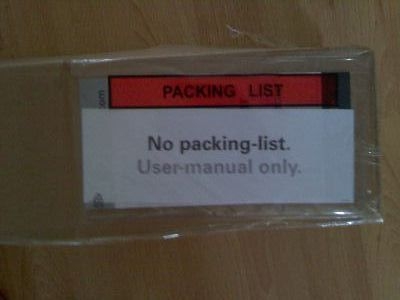 PACKING LIST
No packing-list.
User-manual only.